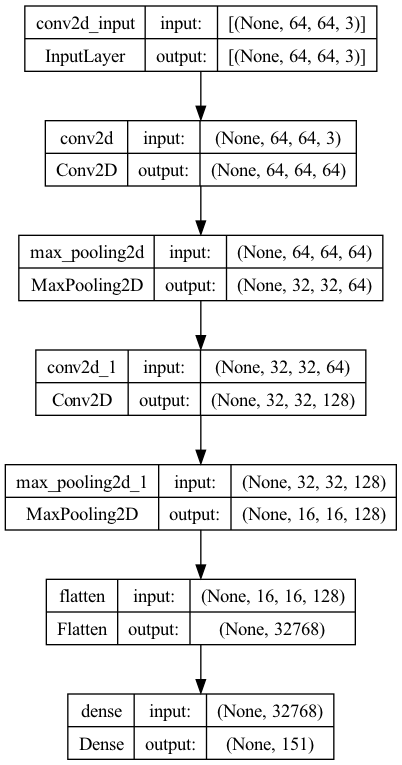 conv2d_input input: [(None, 64, 64, 3)]
InputLayer output: [(None, 64, 64, 3)]
conv2d input: (None, 64, 64, 3)
Conv2D output: (None, 64, 64, 64)
max_pooling2d input: (None, 64, 64, 64)
MaxPooling2D output: (None, 32, 32, 64)
conv2d_1 input: (None, 32, 32, 64)
Conv2D output: (None, 32, 32, 128)
max_pooling2d_1 input: (None, 32, 32, 128)
MaxPooling2D output: (None, 16, 16, 128)
flatten input: (None, 16, 16, 128)
Flatten output: (None, 32768)
dense input: (None, 32768)
Dense output: (None, 151)